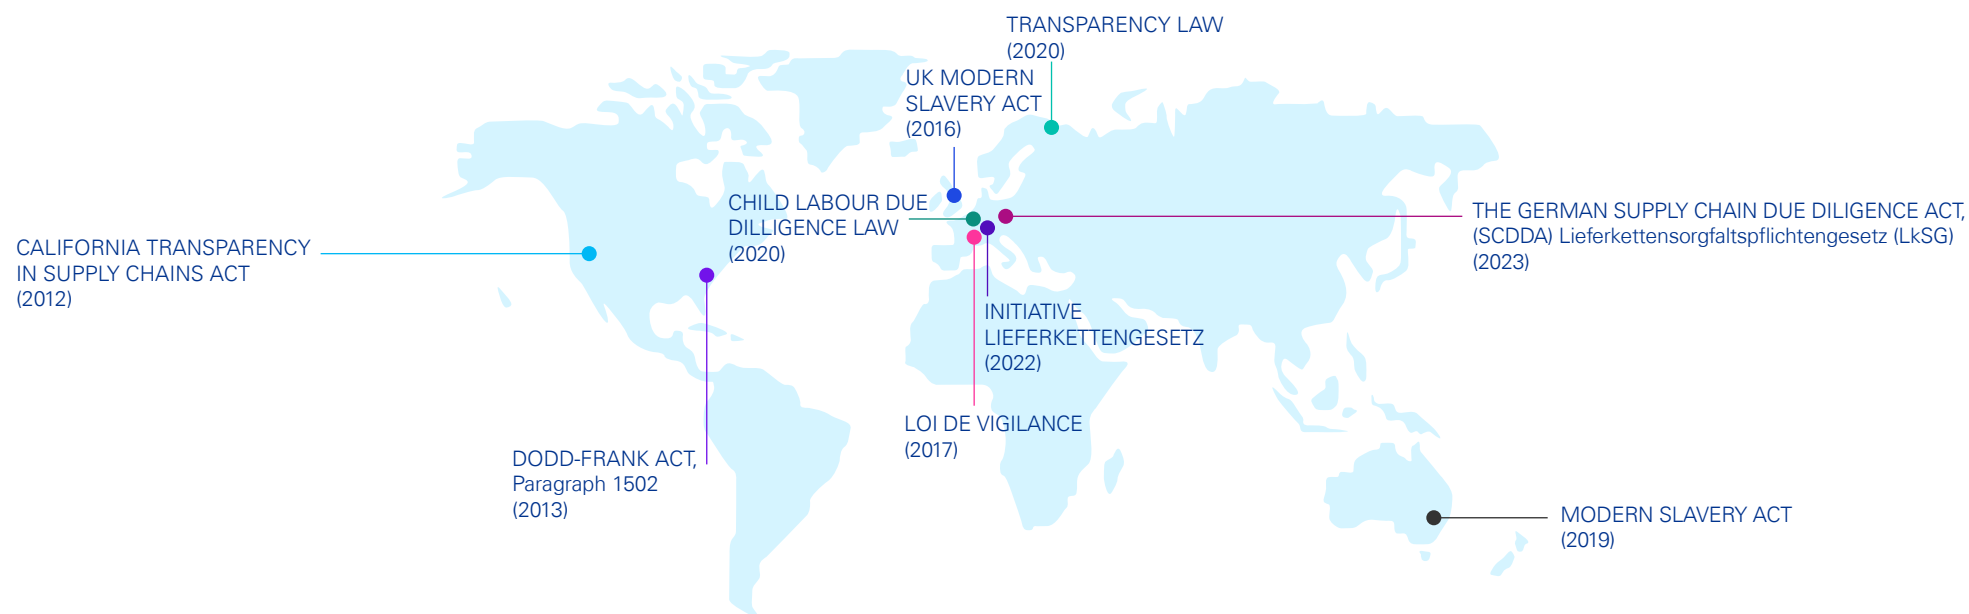 TRANSPARENCY LAW
(2020)
UK MODERN
SLAVERY ACT
(2016)
CHILD LABOUR DUE
DILLIGENCE LAW
(2020)
THE GERMAN SUPPLY CHAIN DUE DILIGENCE ACT,
(SCDDA) Lieferkettensorgfaltspflichtengesetz (LkSG)
(2023)
CALIFORNIA TRANSPARENCY
IN SUPPLY CHAINS ACT
(2012)
INITIATIVE
LIEFERKETTENGESETZ
(2022)
LOI DE VIGILANCE
(2017)
DODD-FRANK ACT,
Paragraph 1502
(2013)
MODERN SLAVERY ACT
(2019)